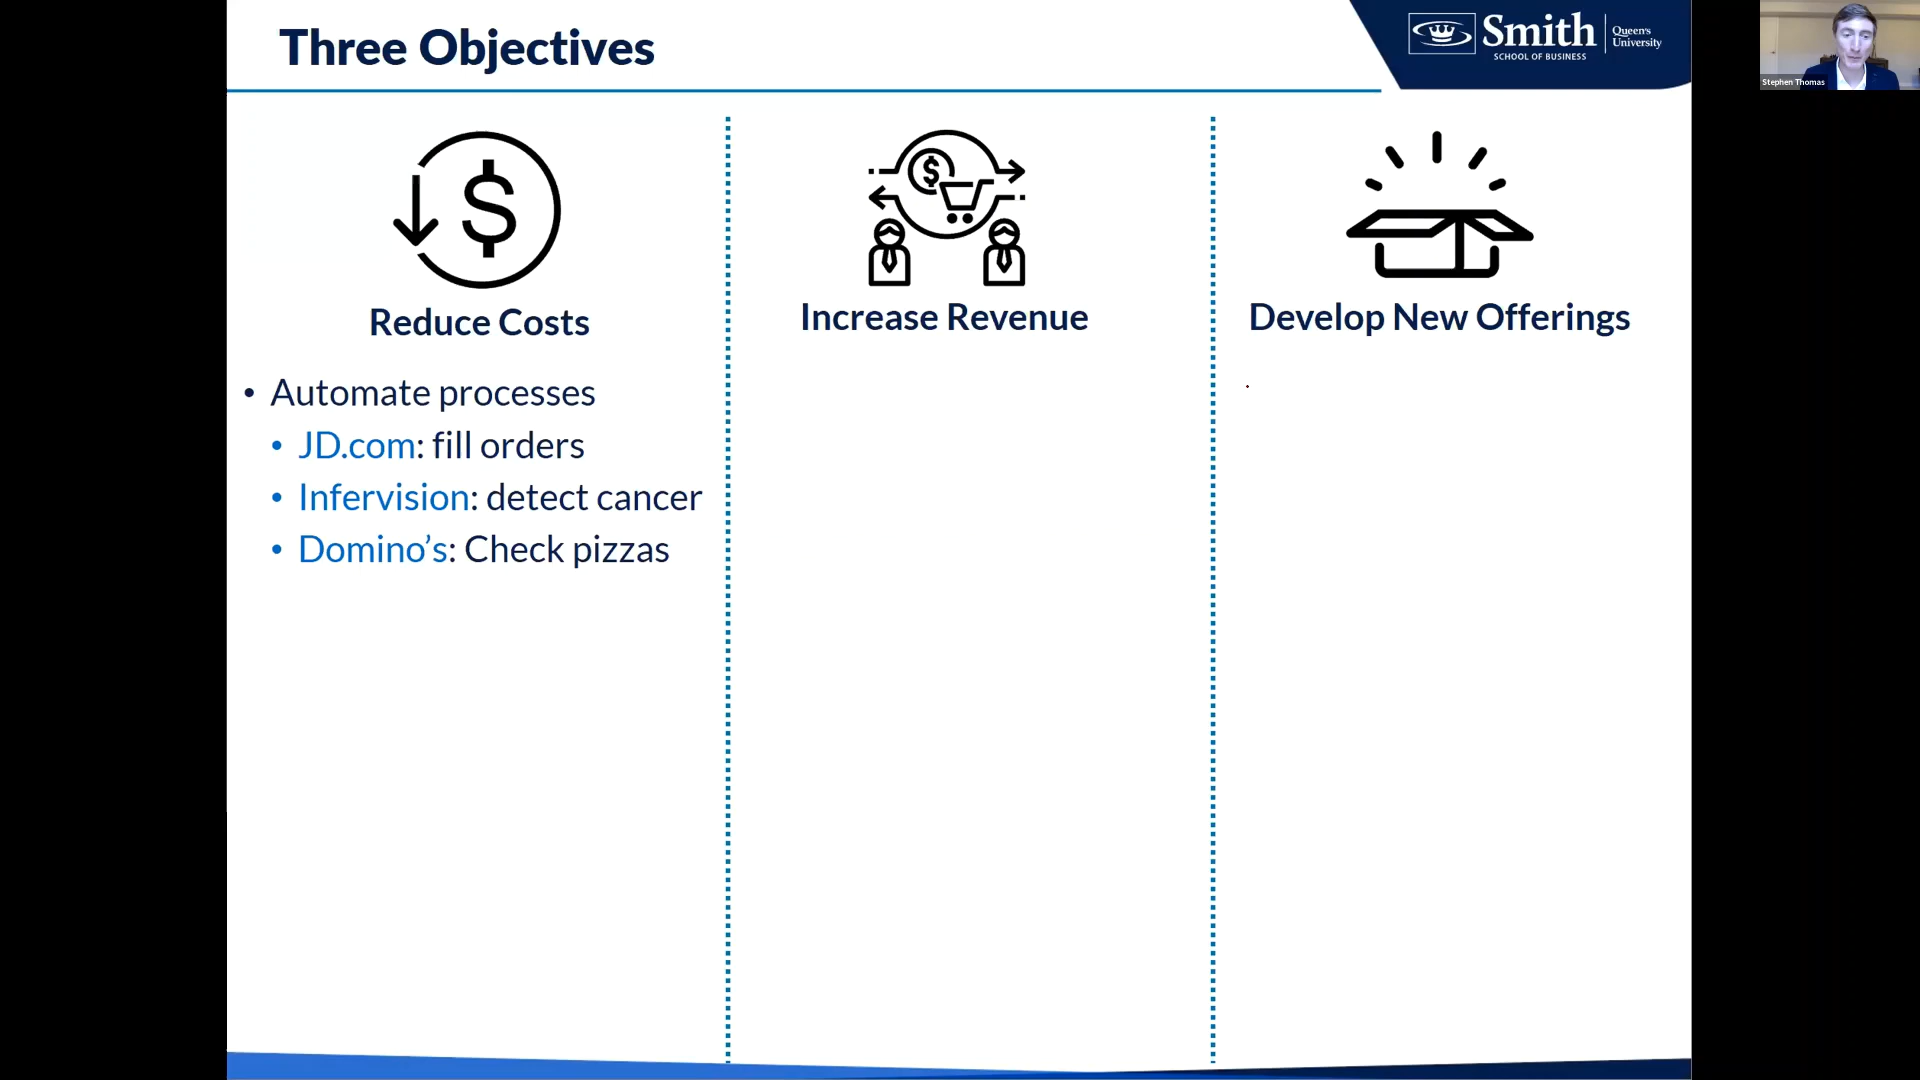 Three Objectives
Smith
SCHOOL OF BUSINESS
Queen's
University
Stephen Thomas
Reduce Costs
• Automate processes
• JD.com: fill orders
• Infervision: detect cancer
• Domino’s: Check pizzas
Increase Revenue
Develop New Offerings